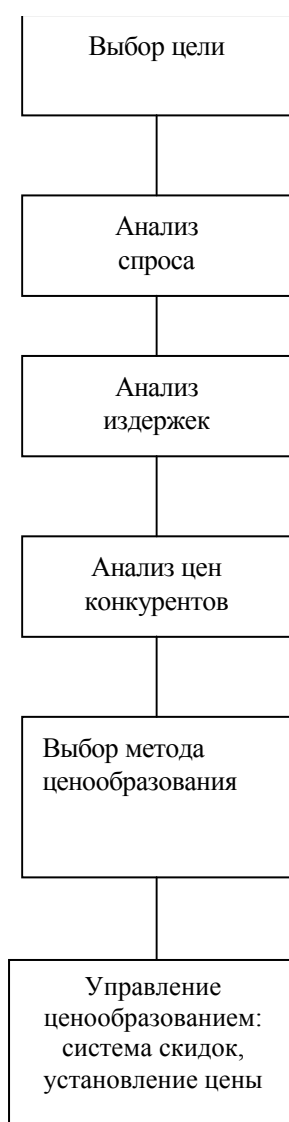 Выбор цели
Анализ
спроса
Анализ
издержек
Анализ цен
конкурентов
Выбор метода
ценообразования
Управление
ценообразованием:
система скидок,
установление цены